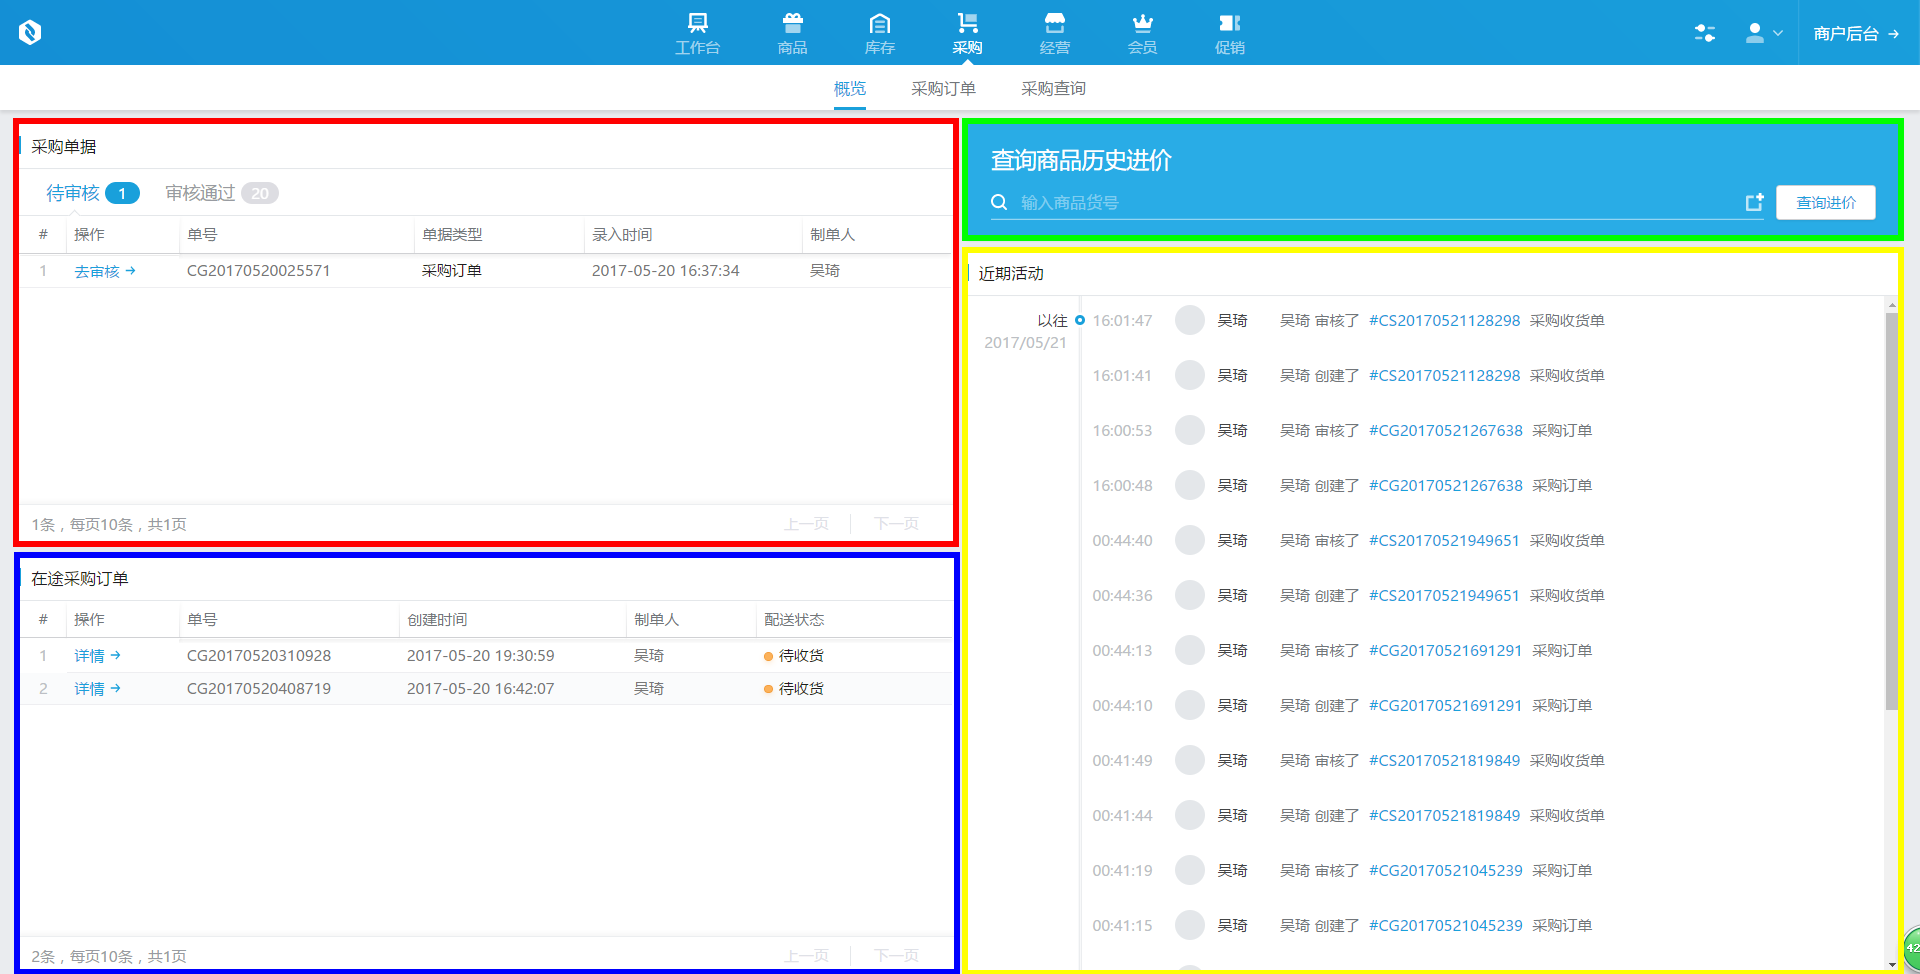 工作台 商品 库存 采购 经营 会员 促销 商户后台
概览 采购订单 采购查询
采购单据
待审核 1 审核通过 20
# 操作 单号 单据类型 录入时间 制单人
1 去审核 CG20170520025571 采购订单 2017-05-20 16:37:34 吴琦
1条，每页10条，共1页 上一页 下一页
在途采购订单
# 操作 单号 创建时间 制单人 配送状态
1 详情 CG20170520310928 2017-05-20 19:30:59 吴琦 待收货
2 详情 CG20170520408719 2017-05-20 16:42:07 吴琦 待收货
2条，每页10条，共1页 上一页 下一页
查询商品历史进价
输入商品货号 查询进价
近期活动
以往 16:01:47 吴琦 吴琦 审核了 #CS20170521128298 采购收货单
2017/05/21
16:01:41 吴琦 吴琦 创建了 #CS20170521128298 采购收货单
16:00:53 吴琦 吴琦 审核了 #CG20170521267638 采购订单
16:00:48 吴琦 吴琦 创建了 #CG20170521267638 采购订单
00:44:40 吴琦 吴琦 审核了 #CS20170521949651 采购收货单
00:44:36 吴琦 吴琦 创建了 #CS20170521949651 采购收货单
00:44:13 吴琦 吴琦 审核了 #CG20170521691291 采购订单
00:44:10 吴琦 吴琦 创建了 #CG20170521691291 采购订单
00:41:49 吴琦 吴琦 审核了 #CS20170521819849 采购收货单
00:41:44 吴琦 吴琦 创建了 #CS20170521819849 采购收货单
00:41:19 吴琦 吴琦 审核了 #CG20170521045239 采购订单
00:41:15 吴琦 吴琦 创建了 #CG20170521045239 采购订单
42